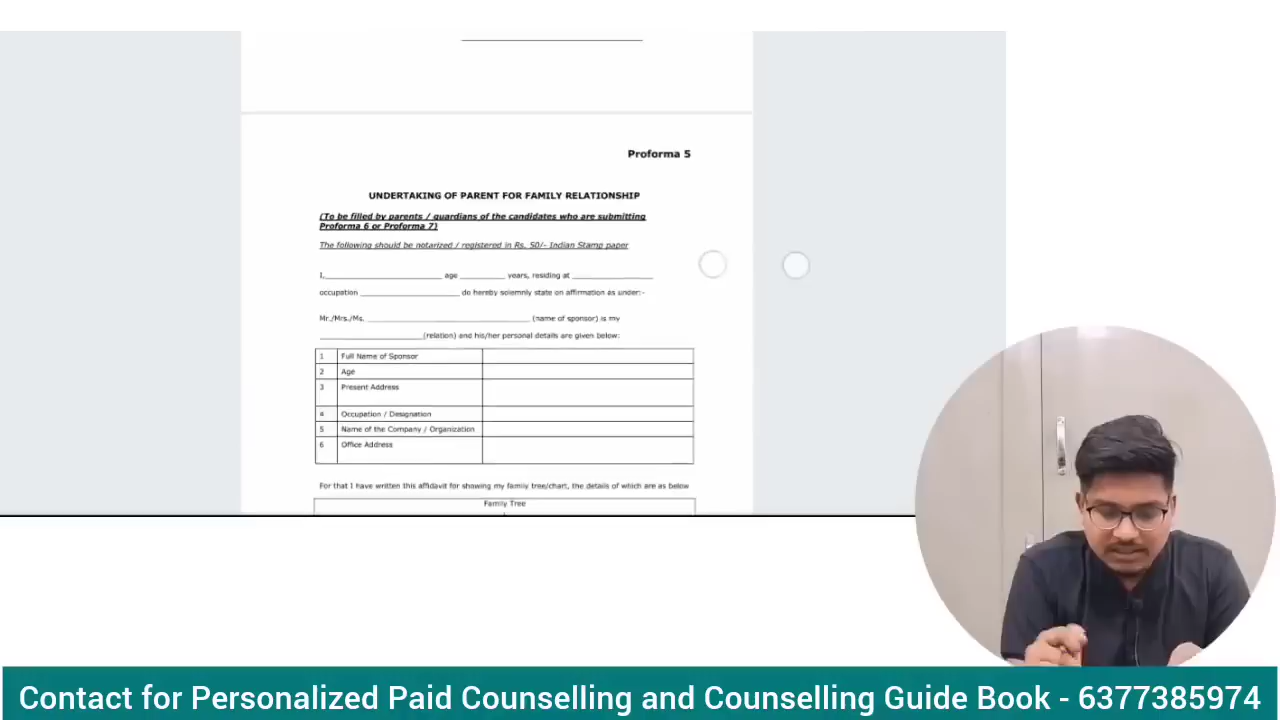 Proforma 5
UNDERTAKING OF PARENT FOR FAMILY RELATIONSHIP
(To be filled by parents / guardians of the candidates who are submitting
Proforma 6 or Proforma 7)
The following should be notarized / registered in Rs. 50/- Indian Stamp paper
I,____________________ age ________ years, residing at ______________
occupation __________________ do hereby solemnly state on affirmation as under:-
Mr./Mrs./Ms. ____________________________ (name of sponsor) is my
__________________(relation) and his/her personal details are given below:
1 Full Name of Sponsor
2 Age
3 Present Address
4 Occupation / Designation
5 Name of the Company / Organization
6 Office Address
For that I have written this affidavit for showing my family tree/chart, the details of which are as below
Family Tree
Contact for Personalized Paid Counselling and Counselling Guide Book - 6377385974